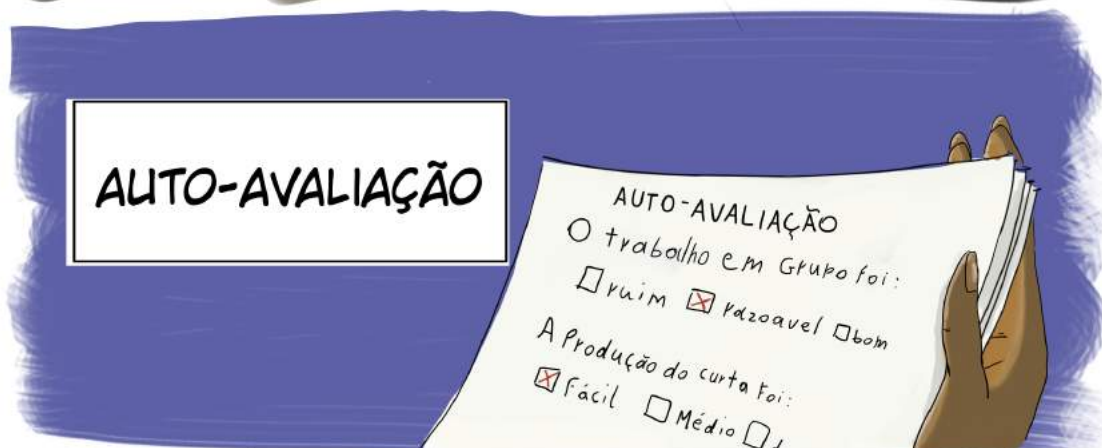 AUTO-AVALIAÇÃO
AUTO-AVALIAÇÃO
O trabalho em Grupo foi:
ruim razoavel bom
A Produção do curta foi:
Fácil Médio